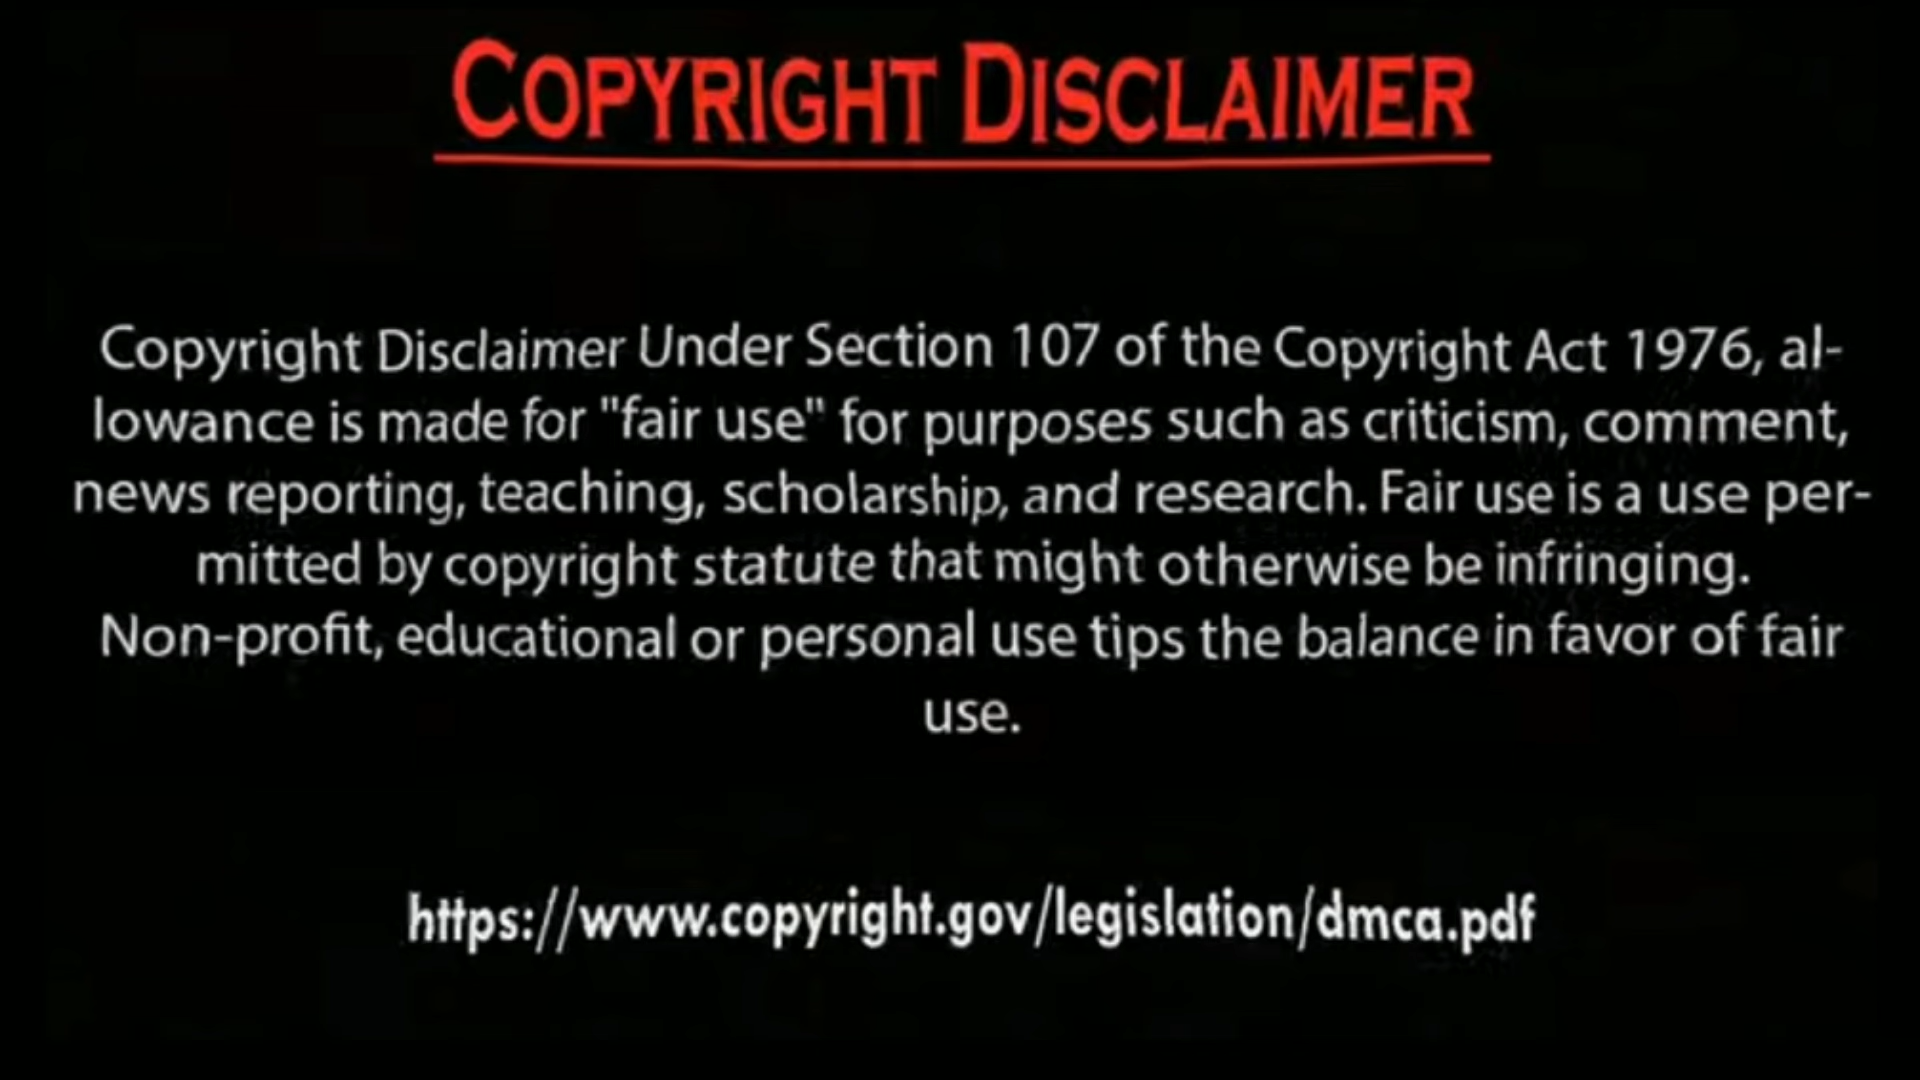 COPYRIGHT DISCLAIMER
Copyright Disclaimer Under Section 107 of the Copyright Act 1976, al-
lowance is made for "fair use" for purposes such as criticism, comment,
news reporting, teaching, scholarship, and research. Fair use is a use per-
mitted by copyright statute that might otherwise be infringing.
Non-profit, educational or personal use tips the balance in favor of fair
use.
https://www.copyright.gov/legislation/dmca.pdf